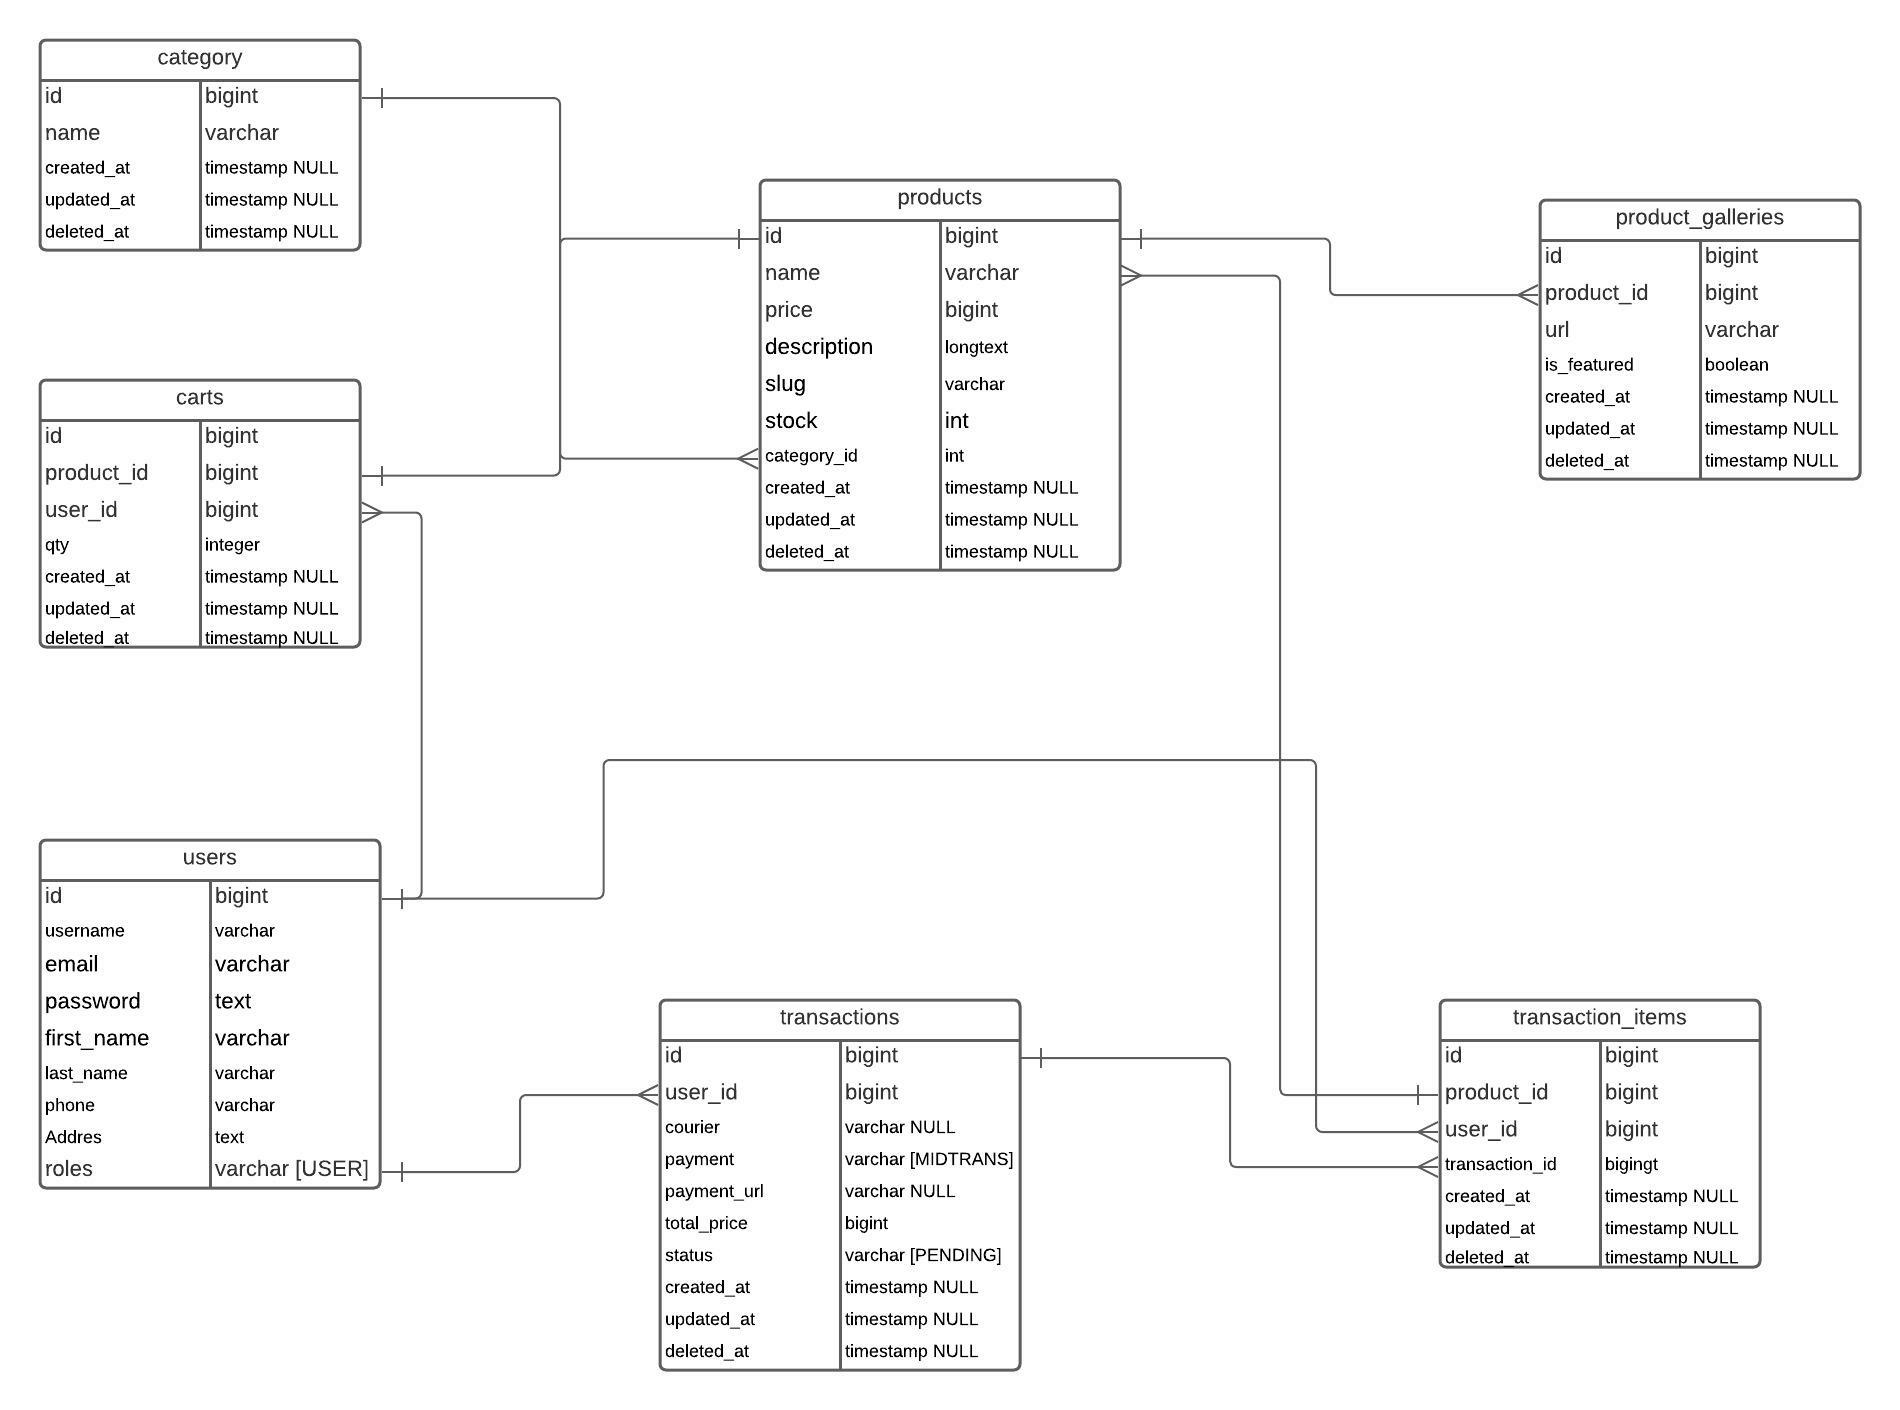 category
id bigint
name varchar
created_at timestamp NULL
updated_at timestamp NULL
deleted_at timestamp NULL
products
id bigint
name varchar
price bigint
description longtext
slug varchar
stock int
category_id int
created_at timestamp NULL
updated_at timestamp NULL
deleted_at timestamp NULL
product_galleries
id bigint
product_id bigint
url varchar
is_featured boolean
created_at timestamp NULL
updated_at timestamp NULL
deleted_at timestamp NULL
carts
id bigint
product_id bigint
user_id bigint
qty integer
created_at timestamp NULL
updated_at timestamp NULL
deleted_at timestamp NULL
users
id bigint
username varchar
email varchar
password text
first_name varchar
last_name varchar
phone varchar
Addres text
roles varchar [USER]
transactions
id bigint
user_id bigint
courier varchar NULL
payment varchar [MIDTRANS]
payment_url varchar NULL
total_price bigint
status varchar [PENDING]
created_at timestamp NULL
updated_at timestamp NULL
deleted_at timestamp NULL
transaction_items
id bigint
product_id bigint
user_id bigint
transaction_id bigingt
created_at timestamp NULL
updated_at timestamp NULL
deleted_at timestamp NULL